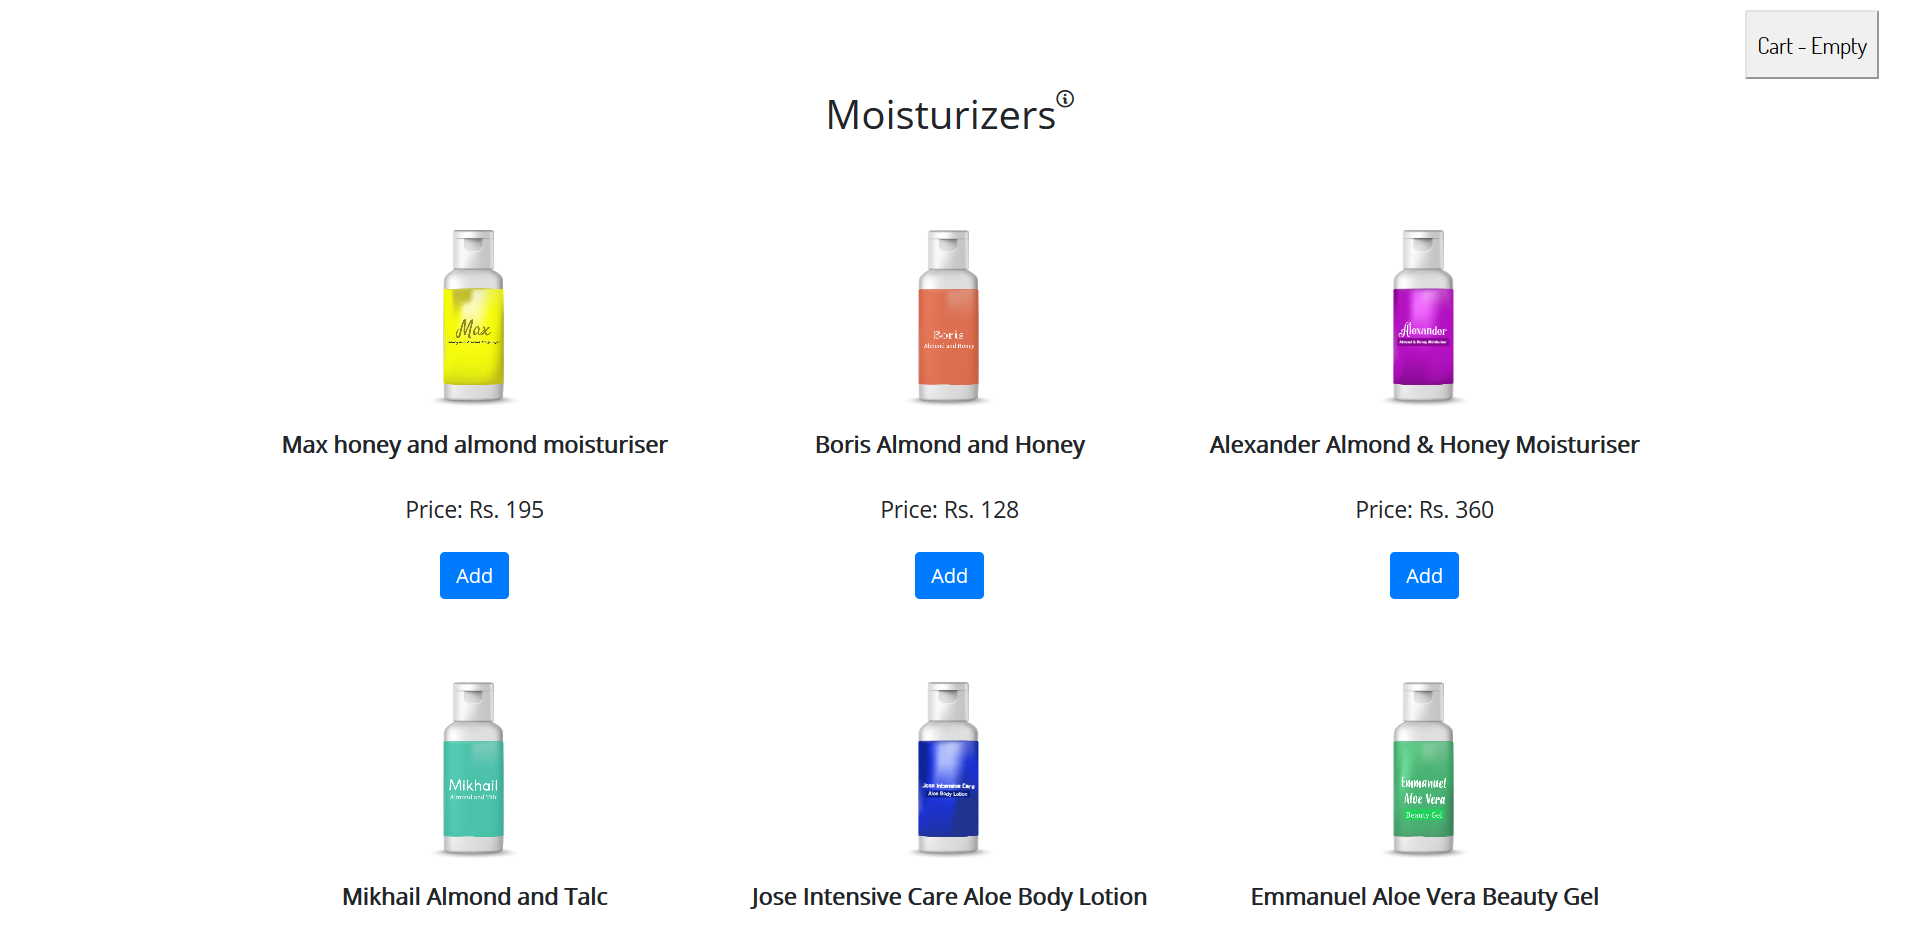 Cart - Empty
Moisturizers
Max
Boris
Almond and Honey
Alexander
Almond & Honey Moisturiser
Max honey and almond moisturiser
Boris Almond and Honey
Alexander Almond & Honey Moisturiser
Price: Rs. 195
Price: Rs. 128
Price: Rs. 360
Add
Add
Add
Mikhail
Almond and Talc
Jose Intensive Care
Aloe Body Lotion
Emmanuel
Aloe Vera
Beauty Gel
Mikhail Almond and Talc
Jose Intensive Care Aloe Body Lotion
Emmanuel Aloe Vera Beauty Gel